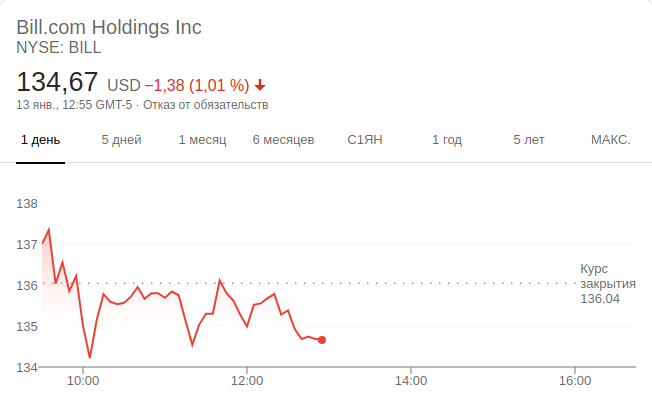 Bill.com Holdings Inc
NYSE: BILL
134,67 USD −1,38 (1,01 %)
13 янв., 12:55 GMT-5 · Отказ от обязательств
1 день 5 дней 1 месяц 6 месяцев С1ЯН 1 год 5 лет МАКС.
138
137
136
135
134
Курс
закрытия
136,04
10:00 12:00 14:00 16:00